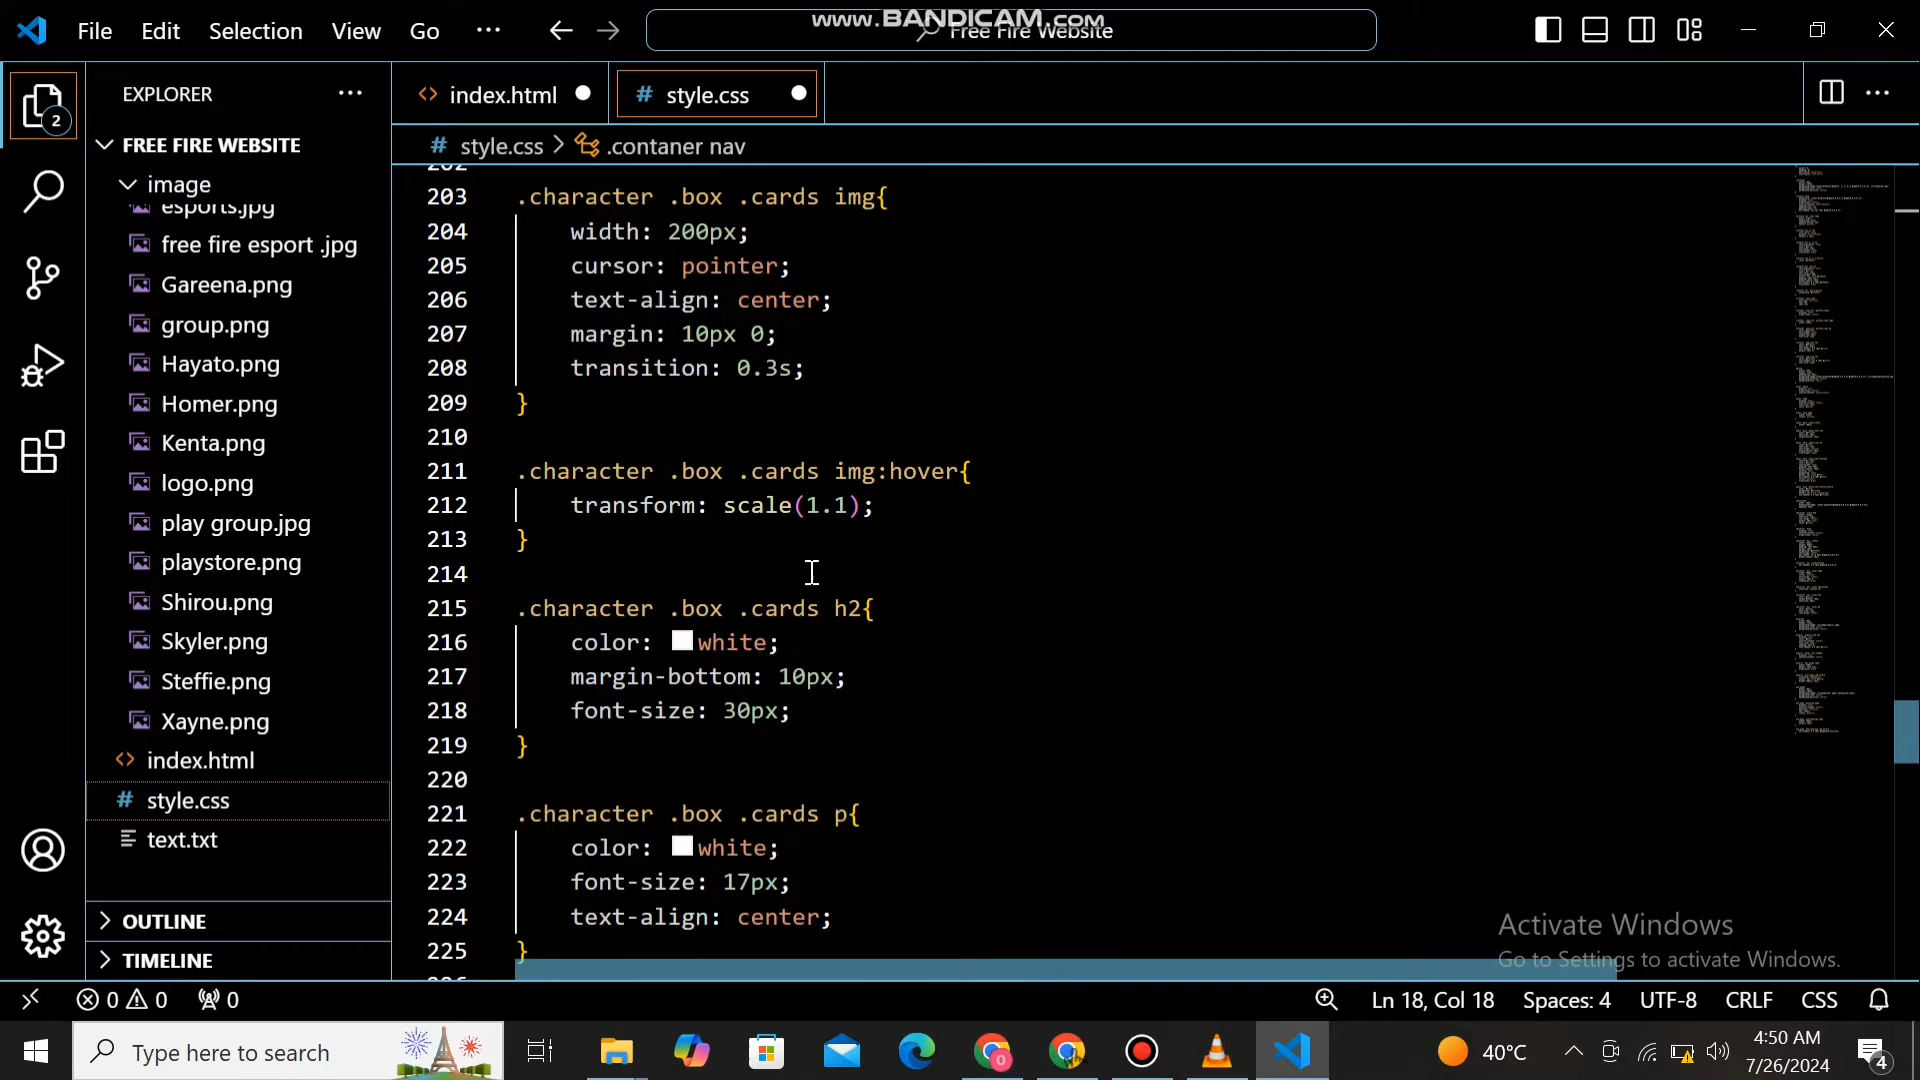 File Edit Selection View Go ··· Free Fire Website
www.BANDICAM.com
EXPLORER ···
2
index.html
style.css
FREE FIRE WEBSITE
style.css > .contaner nav
image
esports.jpg
free fire esport .jpg
Gareena.png
group.png
Hayato.png
Homer.png
Kenta.png
logo.png
play group.jpg
playstore.png
Shirou.png
Skyler.png
Steffie.png
Xayne.png
index.html
style.css
text.txt
OUTLINE
TIMELINE
202
203 .character .box .cards img{
204 width: 200px;
205 cursor: pointer;
206 text-align: center;
207 margin: 10px 0;
208 transition: 0.3s;
209 }
210
211 .character .box .cards img:hover{
212 transform: scale(1.1);
213 }
214
215 .character .box .cards h2{
216 color: white;
217 margin-bottom: 10px;
218 font-size: 30px;
219 }
220
221 .character .box .cards p{
222 color: white;
223 font-size: 17px;
224 text-align: center;
225 }
Activate Windows
Go to Settings to activate Windows.
0 0 0
Ln 18, Col 18 Spaces: 4 UTF-8 CRLF CSS
Type here to search
40°C
4:50 AM
7/26/2024
4